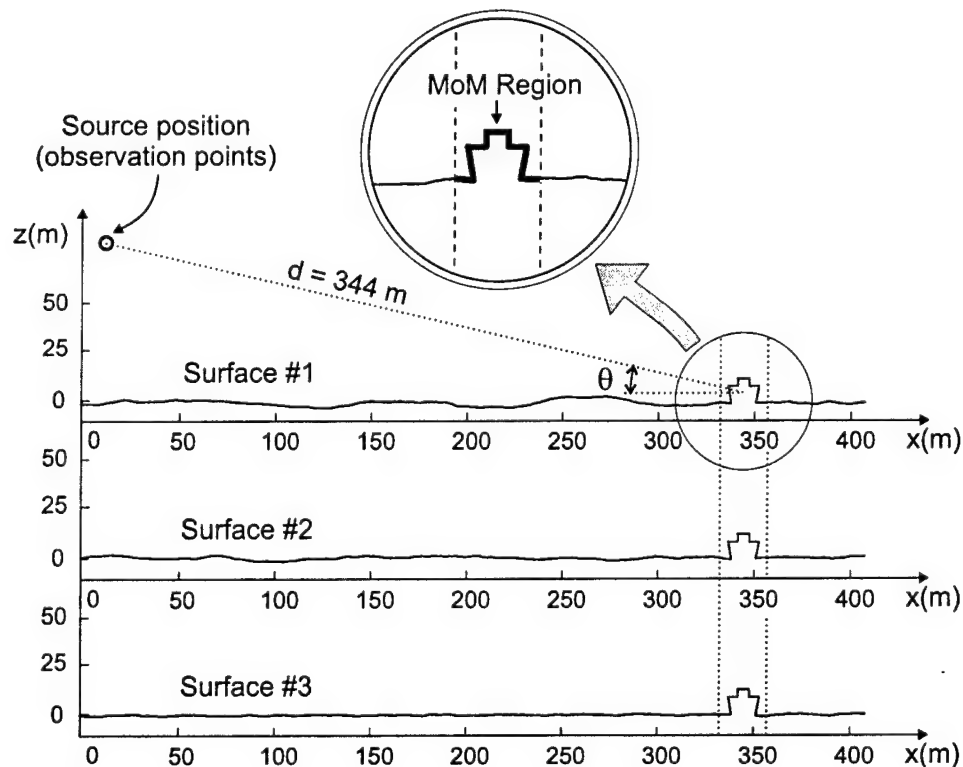 MoM Region
Source position
(observation points)
z(m)
d = 344 m
50
25
Surface #1
θ
0
0 50 100 150 200 250 300 350 400 x(m)
50
25
Surface #2
0
0 50 100 150 200 250 300 350 400 x(m)
50
25
Surface #3
0
0 50 100 150 200 250 300 350 400 x(m)